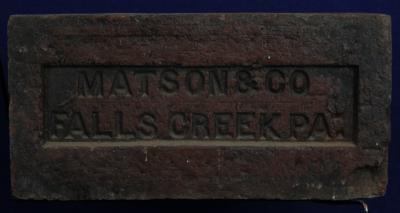 MATSON & CO
FALLS CREEK PA.